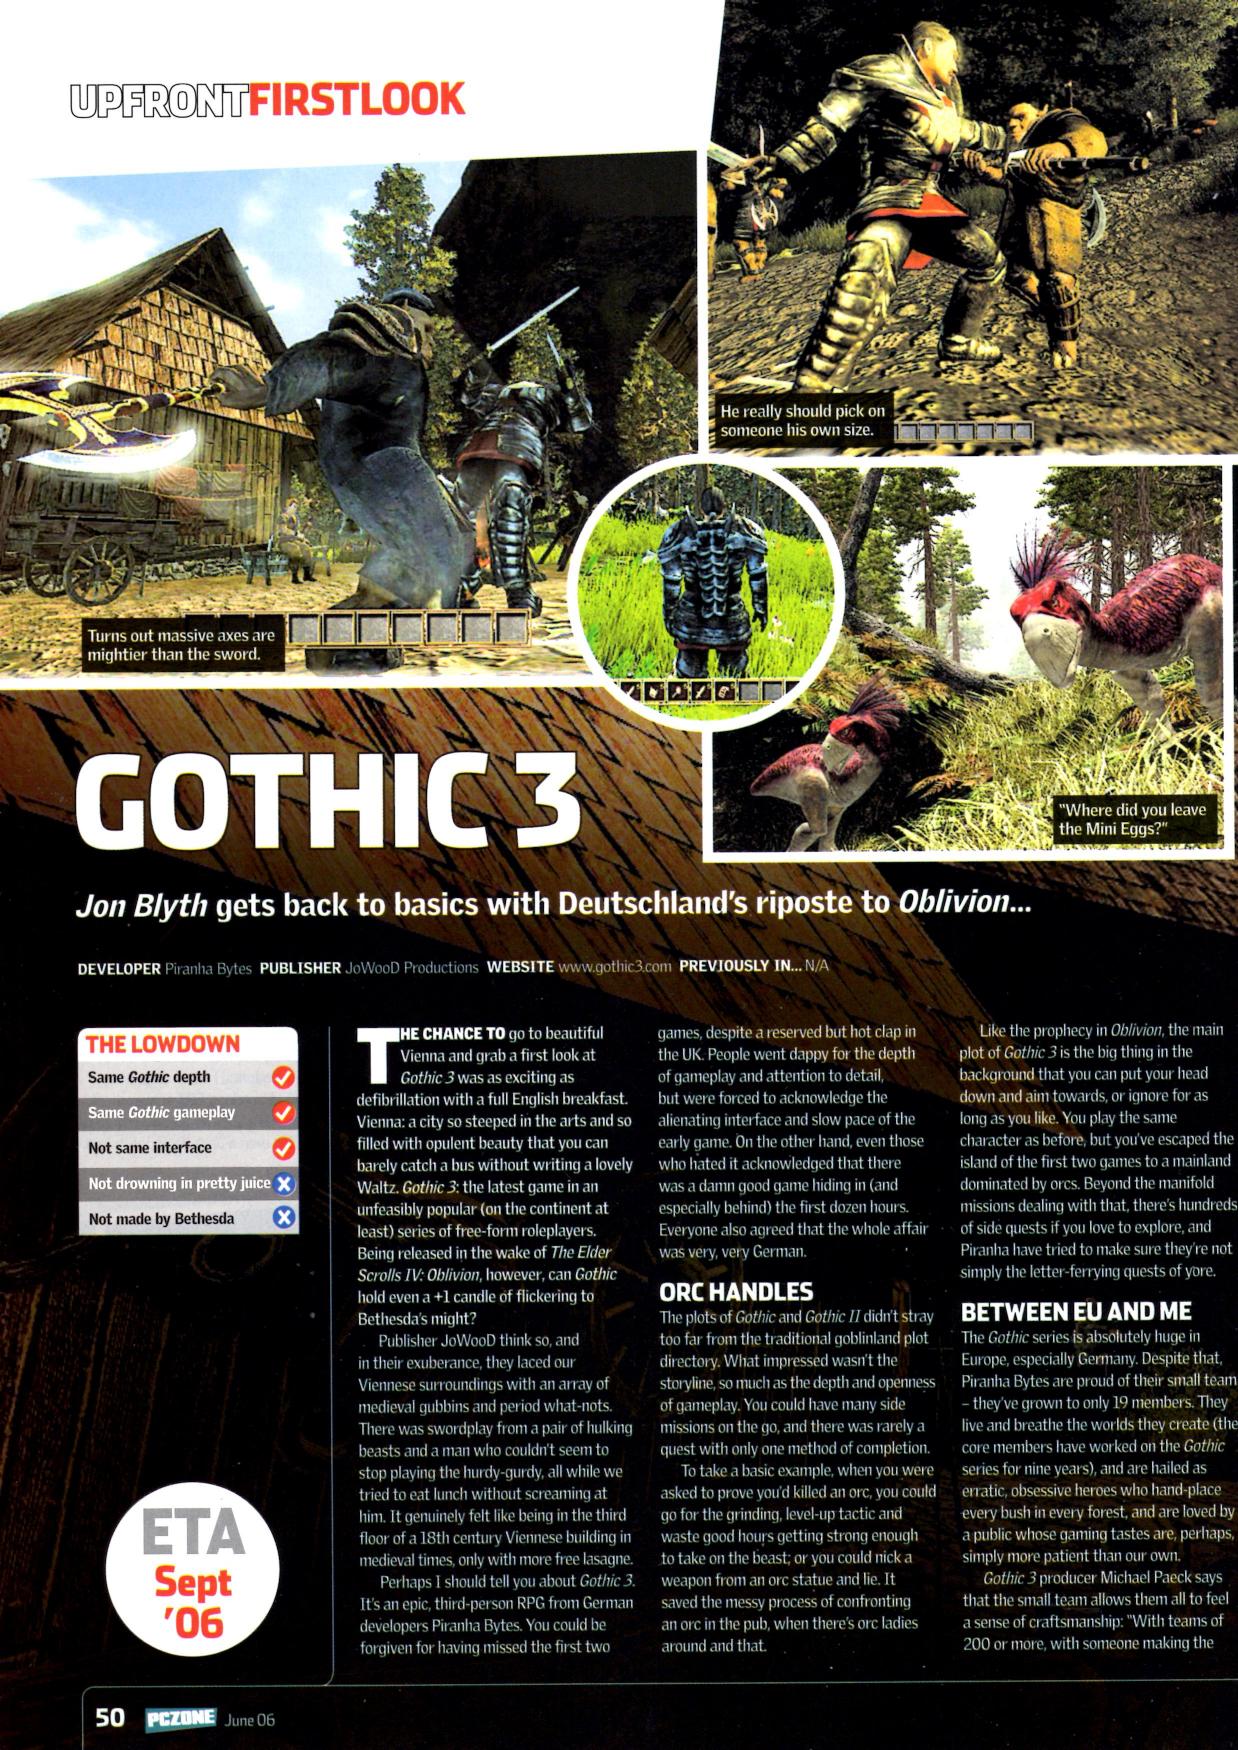 UPFRONTFIRSTLOOK
He really should pick on
someone his own size.
Turns out massive axes are
mightier than the sword.
"Where did you leave
the Mini Eggs?"
GOTHIC 3
Jon Blyth gets back to basics with Deutschland's riposte to Oblivion...
DEVELOPER Piranha Bytes PUBLISHER JoWooD Productions WEBSITE www.gothic3.com PREVIOUSLY IN... N/A
THE LOWDOWN
Same Gothic depth
Same Gothic gameplay
Not same interface
Not drowning in pretty juice
Not made by Bethesda
ETA
Sept
'06
THE CHANCE TO go to beautiful
Vienna and grab a first look at
Gothic 3 was as exciting as
defibrillation with a full English breakfast.
Vienna: a city so steeped in the arts and so
filled with opulent beauty that you can
barely catch a bus without writing a lovely
Waltz. Gothic 3: the latest game in an
unfeasibly popular (on the continent at
least) series of free-form roleplayers.
Being released in the wake of The Elder
Scrolls IV: Oblivion, however, can Gothic
hold even a +1 candle of flickering to
Bethesda's might?
Publisher JoWooD think so, and
in their exuberance, they laced our
Viennese surroundings with an array of
medieval gubbins and period what-nots.
There was swordplay from a pair of hulking
beasts and a man who couldn't seem to
stop playing the hurdy-gurdy, all while we
tried to eat lunch without screaming at
him. It genuinely felt like being in the third
floor of a 18th century Viennese building in
medieval times, only with more free lasagne.
Perhaps I should tell you about Gothic 3.
It's an epic, third-person RPG from German
developers Piranha Bytes. You could be
forgiven for having missed the first two
games, despite a reserved but hot clap in
the UK. People went dappy for the depth
of gameplay and attention to detail,
but were forced to acknowledge the
alienating interface and slow pace of the
early game. On the other hand, even those
who hated it acknowledged that there
was a damn good game hiding in (and
especially behind) the first dozen hours.
Everyone also agreed that the whole affair
was very, very German.
ORC HANDLES
The plots of Gothic and Gothic II didn't stray
too far from the traditional goblinland plot
directory. What impressed wasn't the
storyline, so much as the depth and openness
of gameplay. You could have many side
missions on the go, and there was rarely a
quest with only one method of completion.
To take a basic example, when you were
asked to prove you'd killed an orc, you could
go for the grinding, level-up tactic and
waste good hours getting strong enough
to take on the beast; or you could nick a
weapon from an orc statue and lie. It
saved the messy process of confronting
an orc in the pub, when there's orc ladies
around and that.
Like the prophecy in Oblivion, the main
plot of Gothic 3 is the big thing in the
background that you can put your head
down and aim towards, or ignore for as
long as you like. You play the same
character as before, but you've escaped the
island of the first two games to a mainland
dominated by orcs. Beyond the manifold
missions dealing with that, there's hundreds
of side quests if you love to explore, and
Piranha have tried to make sure they're not
simply the letter-ferrying quests of yore.
BETWEEN EU AND ME
The Gothic series is absolutely huge in
Europe, especially Germany. Despite that,
Piranha Bytes are proud of their small team
– they've grown to only 19 members. They
live and breathe the worlds they create (the
core members have worked on the Gothic
series for nine years), and are hailed as
erratic, obsessive heroes who hand-place
every bush in every forest, and are loved by
a public whose gaming tastes are, perhaps,
simply more patient than our own.
Gothic 3 producer Michael Paeck says
that the small team allows them all to feel
a sense of craftsmanship: "With teams of
200 or more, with someone making the
50 PCZONE June 06